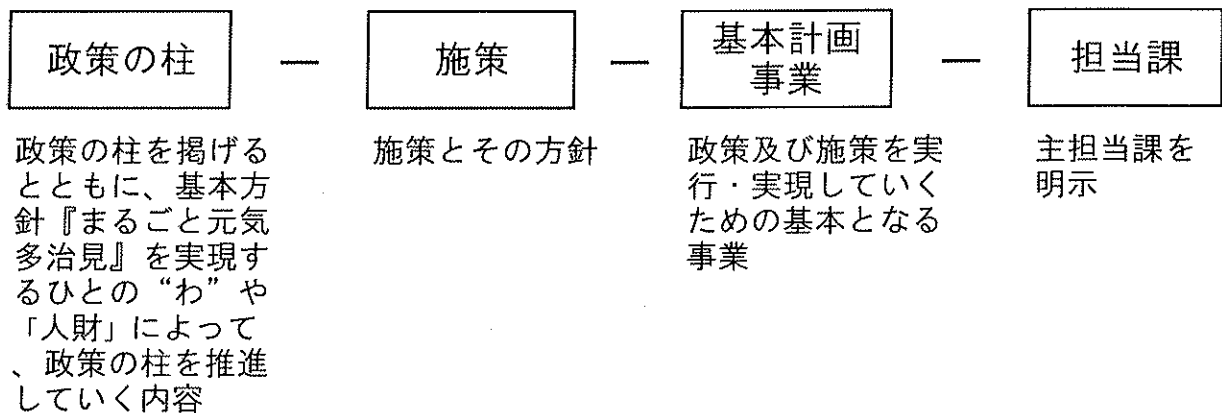 政策の柱
施策
基本計画
事業
担当課
政策の柱を掲げる
とともに、基本方
針『まるごと元気
多治見』を実現す
るひとの“わ”や
「人財」によって
、政策の柱を推進
していく内容
施策とその方針
政策及び施策を実
行・実現していく
ための基本となる
事業
主担当課を
明示